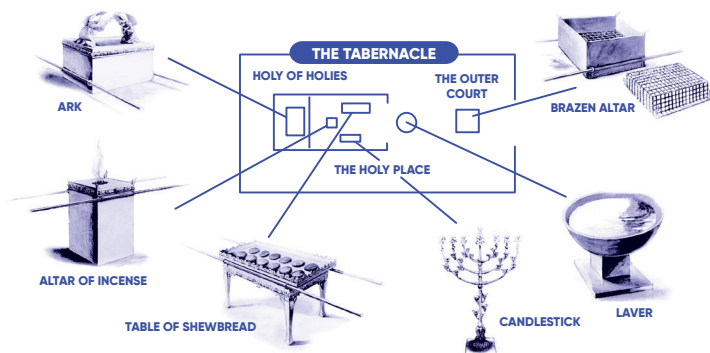 THE TABERNACLE
HOLY OF HOLIES
THE OUTER
COURT
ARK
BRAZEN ALTAR
THE HOLY PLACE
ALTAR OF INCENSE
TABLE OF SHEWBREAD
CANDLESTICK
LAVER